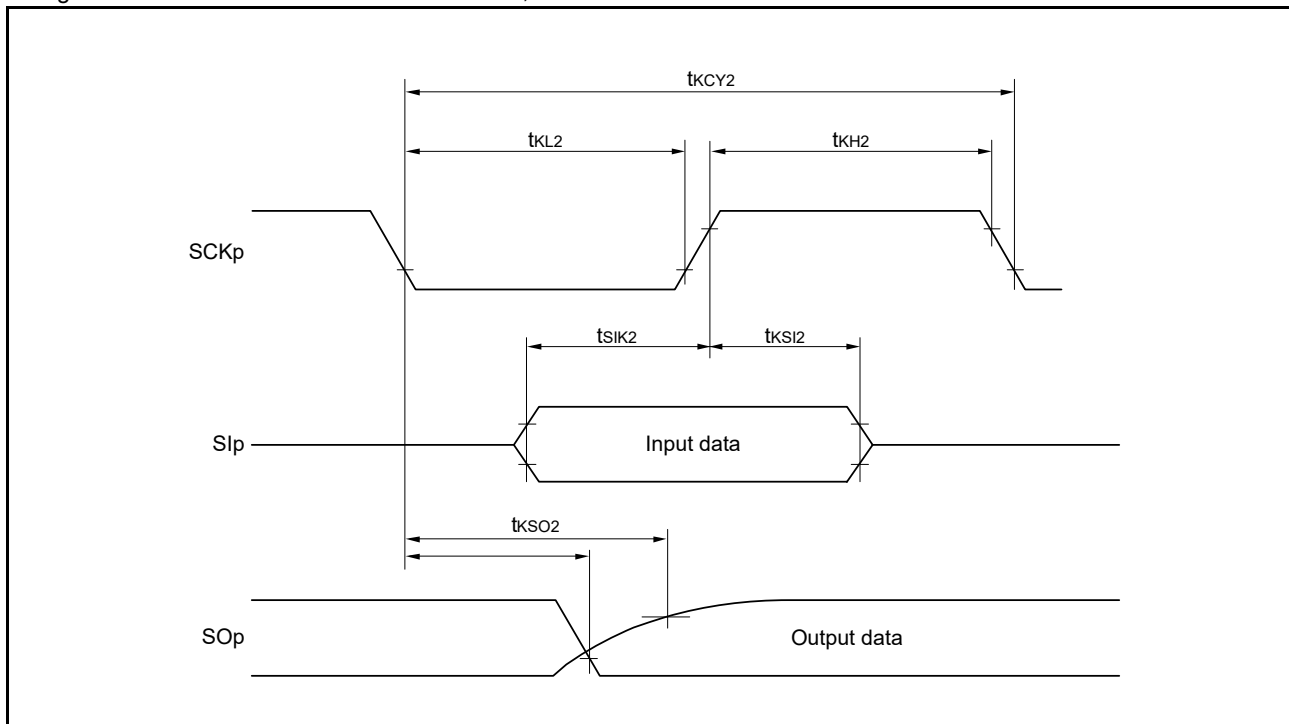 tKCY2
tKL2
tKH2
SCKp
tSIK2
tKSI2
SIp
Input data
tKSO2
SOp
Output data